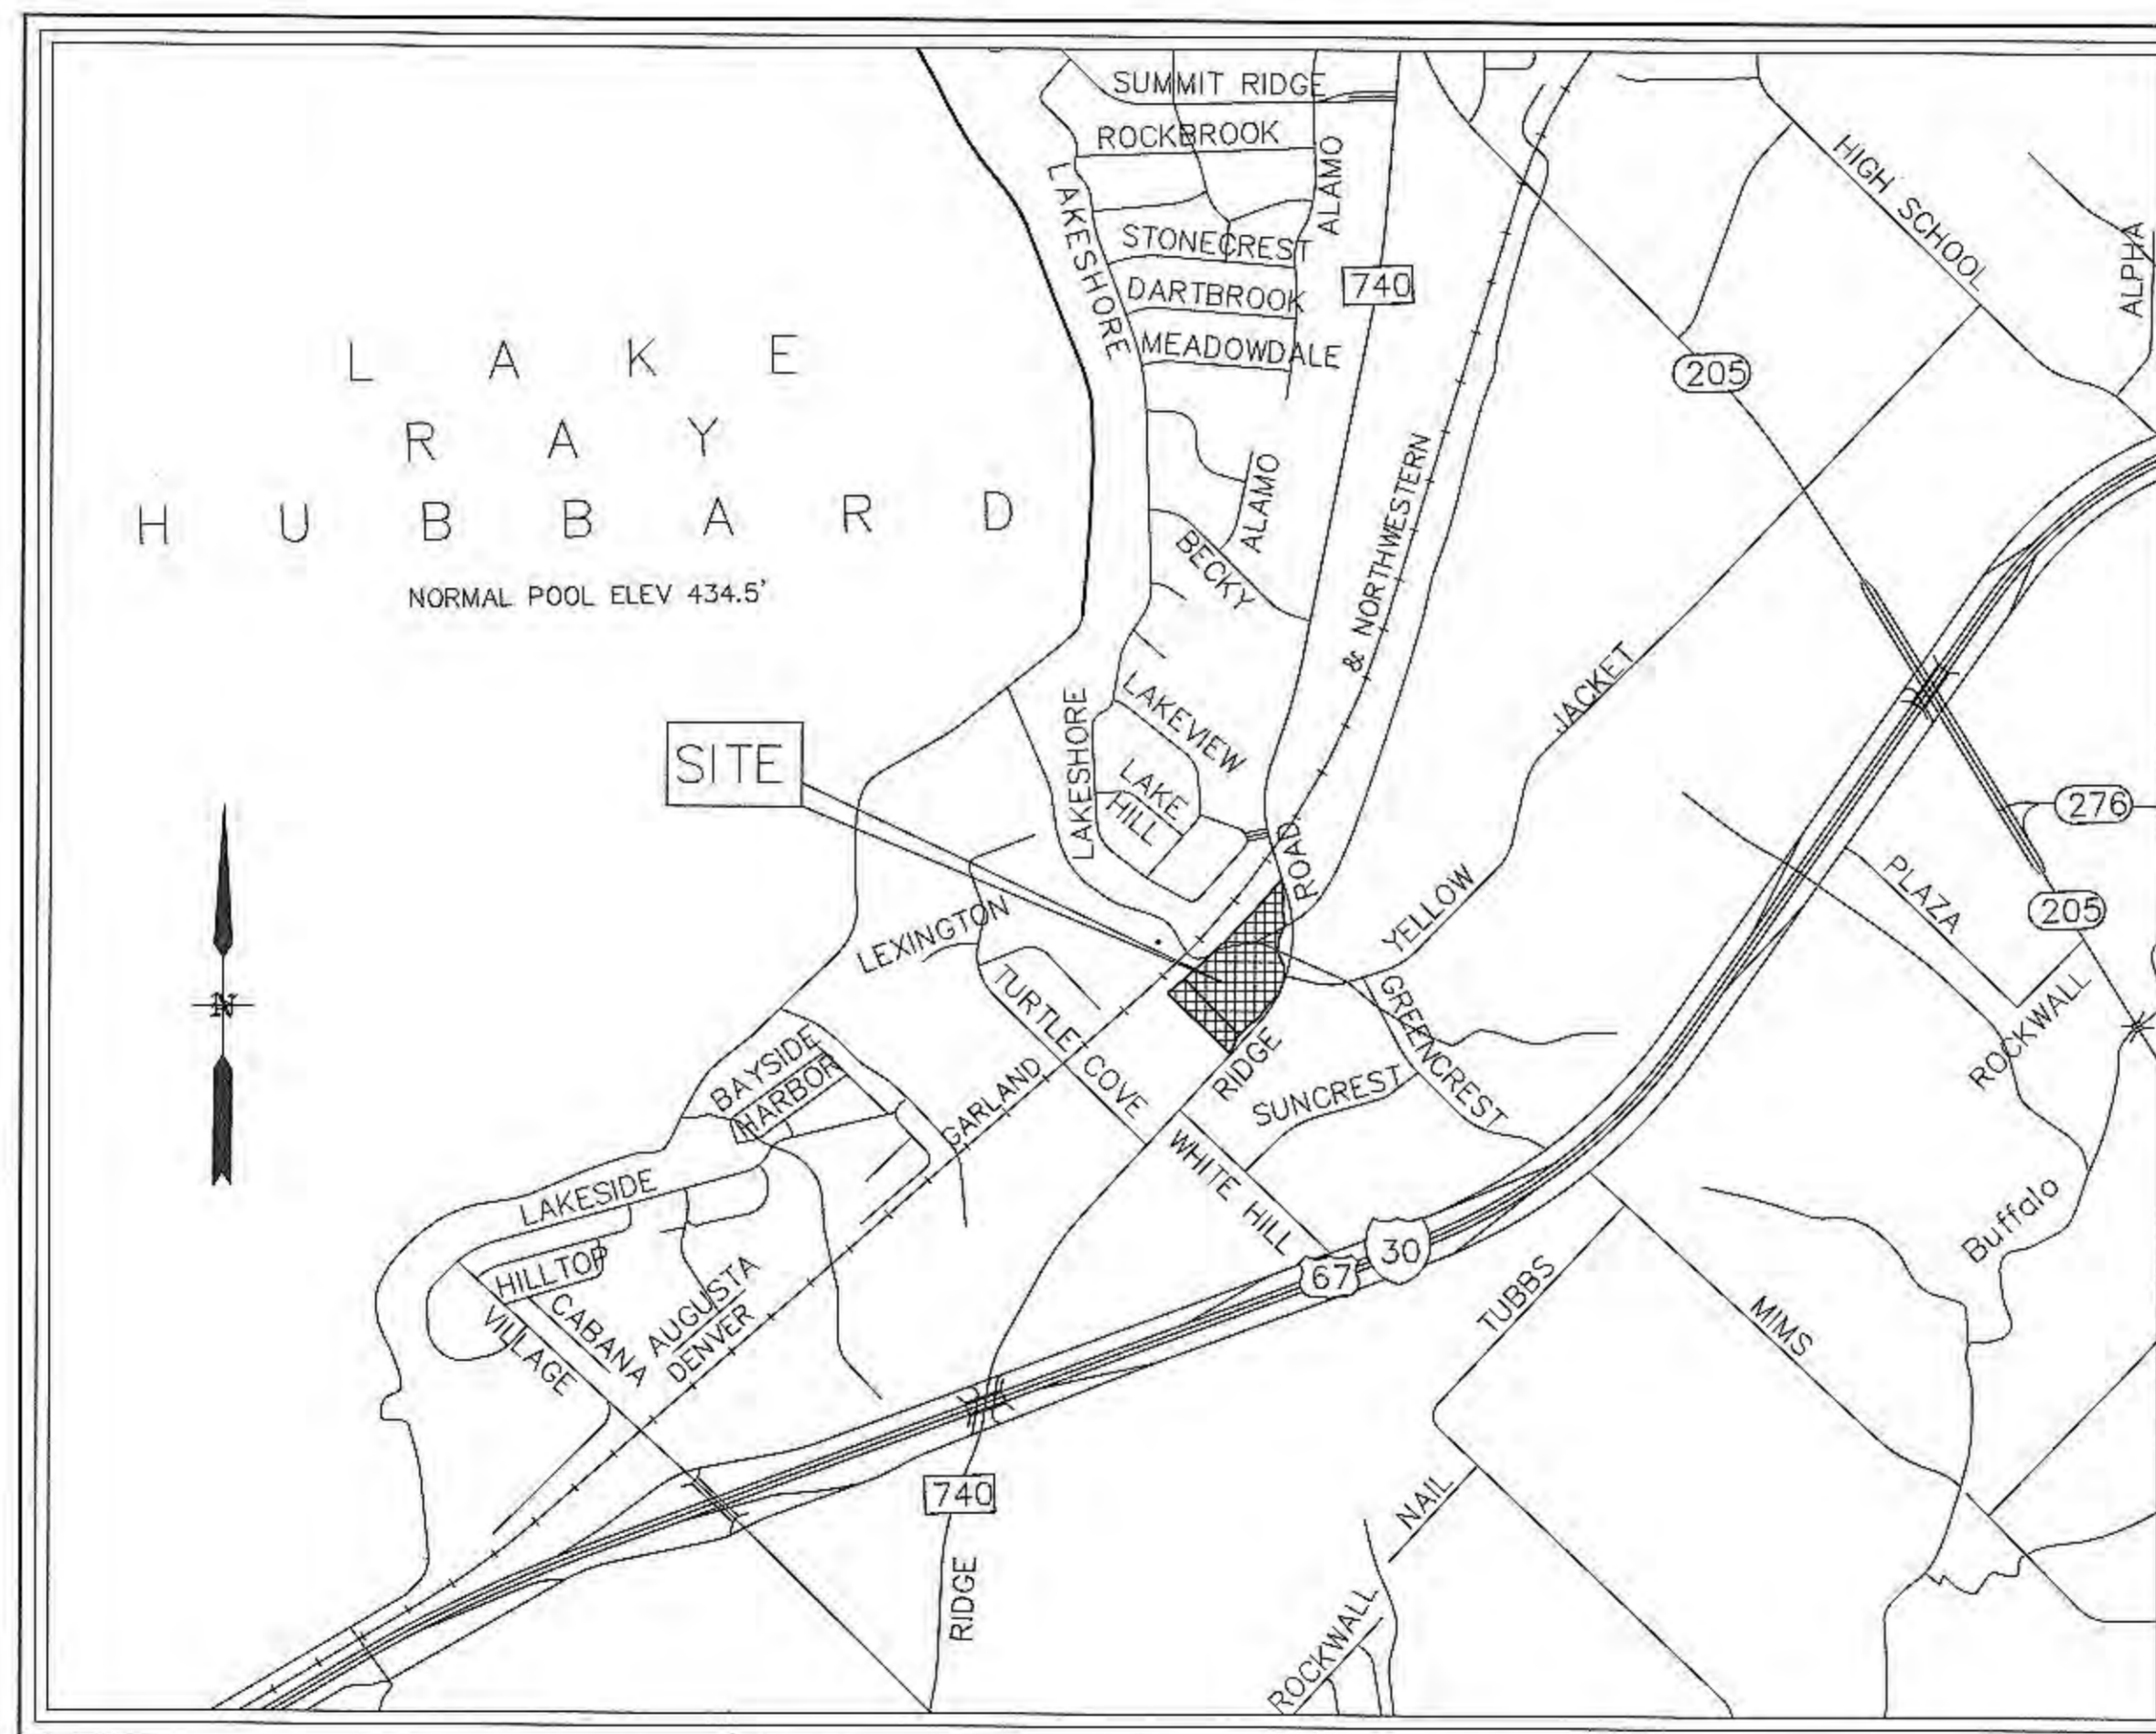 SUMMIT RIDGE
ROCKBROOK
ALAMO
LAKESHORE
HIGH SCHOOL
ALPHA
STONECREST
DARTBROOK
MEADOWDALE
740
205
LAKE
RAY
HUBBARD
NORMAL POOL ELEV 434.5'
ALAMO
BECKY
& NORTHWESTERN
YELLOW JACKET
LAKESHORE
LAKEVIEW
LAKE
HILL
SITE
276
PLAZA
205
ROCKWALL
RIDGE ROAD
LEXINGTON
N
TURTLE COVE
GREENCREST
SUNCREST
BAYSIDE
HARBOR
GARLAND
WHITE HILL
LAKESIDE
HILLTOP
CABANA
VILLAGE
AUGUSTA
DENVER
67
30
TUBBS
MIMS
Buffalo
740
RIDGE
NAIL
ROCKWALL